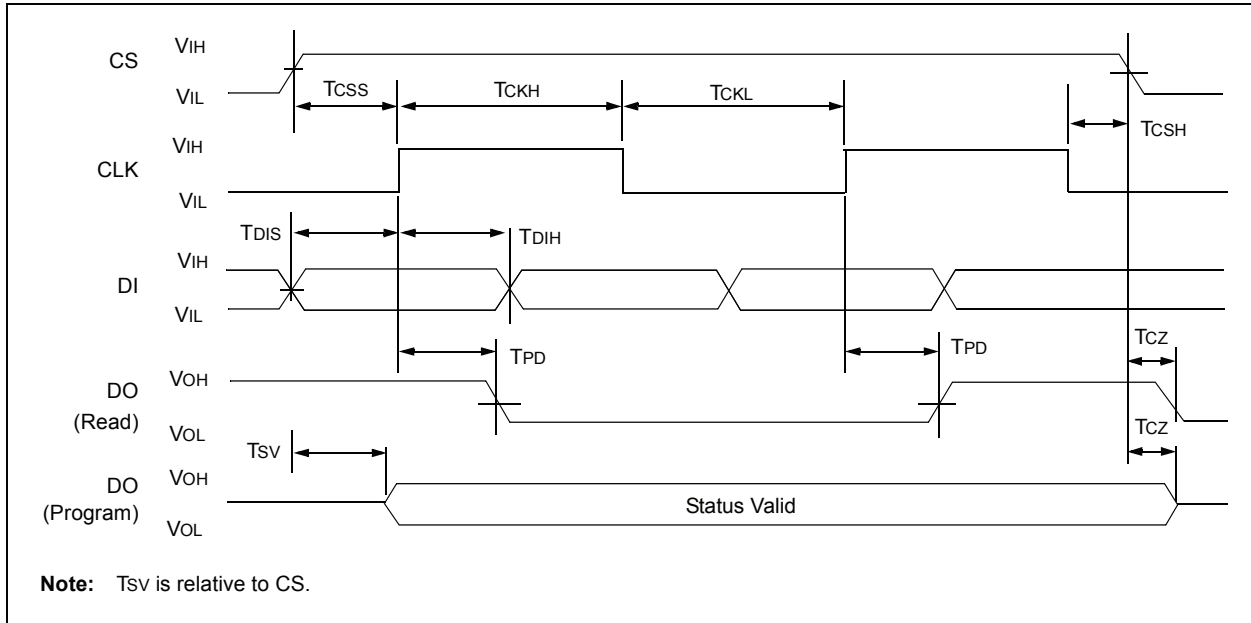 CS
VIH
VIL
TCSS
TCKH
TCKL
TCSH
CLK
VIH
VIL
TDIS
TDIH
DI
VIH
VIL
TPD
TPD
TCZ
DO
(Read)
VOH
VOL
TCZ
TSV
DO
(Program)
VOH
VOL
Status Valid
Note: TSV is relative to CS.